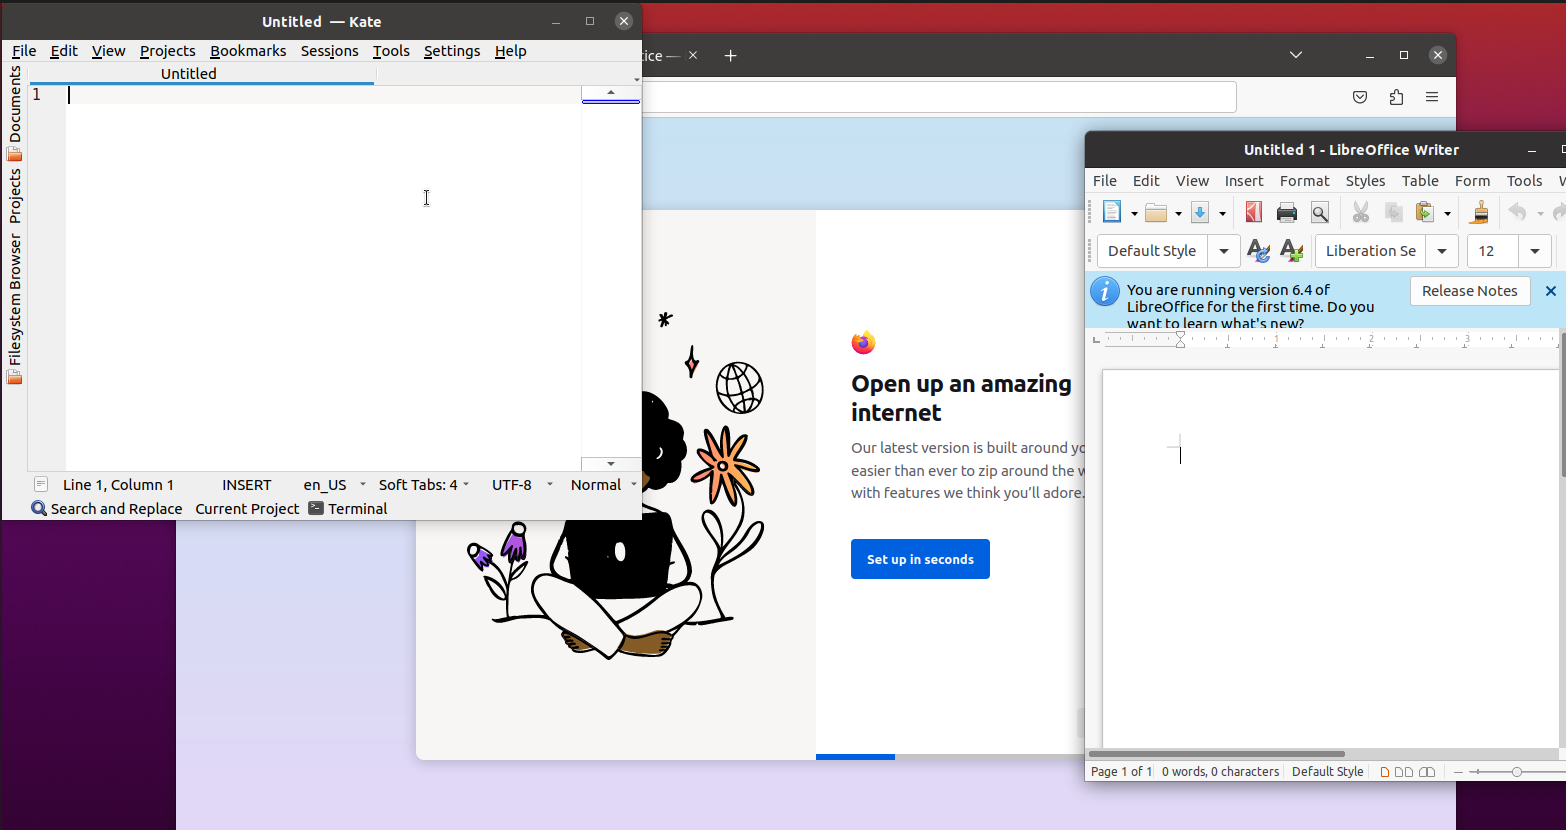 Untitled — Kate
File Edit View Projects Bookmarks Sessions Tools Settings Help
Untitled
1
Documents
Projects
Filesystem Browser
Line 1, Column 1 INSERT en_US Soft Tabs: 4 UTF-8 Normal
Search and Replace Current Project Terminal
Open up an amazing
internet
Our latest version is built around
easier than ever to zip around the
with features we think you’ll adore.
Set up in seconds
Untitled 1 - LibreOffice Writer
File Edit View Insert Format Styles Table Form Tools
Default Style Liberation Se 12
You are running version 6.4 of
LibreOffice for the first time. Do you
want to learn what's new?
Release Notes
1 2 3
Page 1 of 1 0 words, 0 characters Default Style